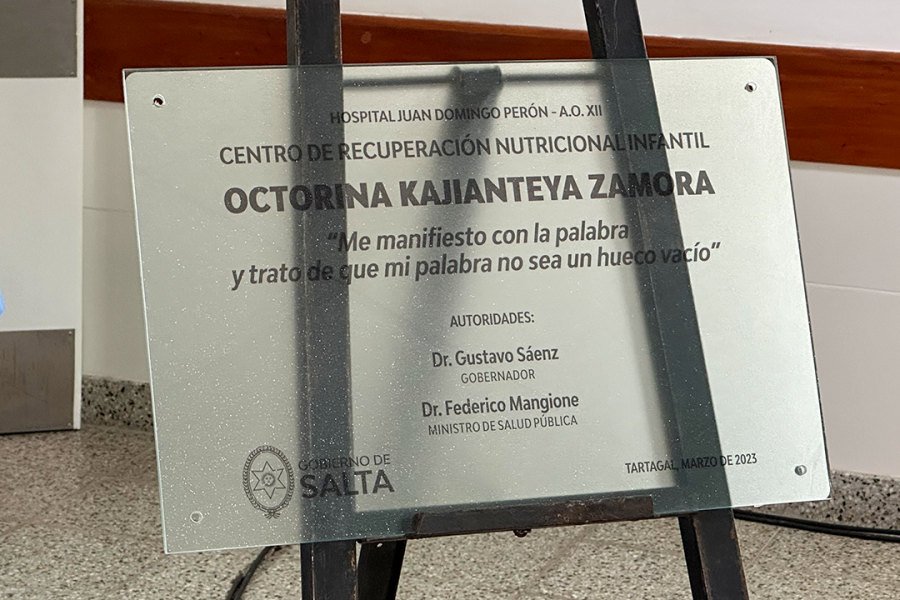 HOSPITAL JUAN DOMINGO PERÓN - A.O. XII
CENTRO DE RECUPERACIÓN NUTRICIONAL INFANTIL
OCTORINA KAJIANTEYA ZAMORA
“Me manifiesto con la palabra
y trato de que mi palabra no sea un hueco vacío”
AUTORIDADES:
Dr. Gustavo Sáenz
GOBERNADOR
Dr. Federico Mangione
MINISTRO DE SALUD PÚBLICA
GOBIERNO DE
SALTA
TARTAGAL, MARZO DE 2023